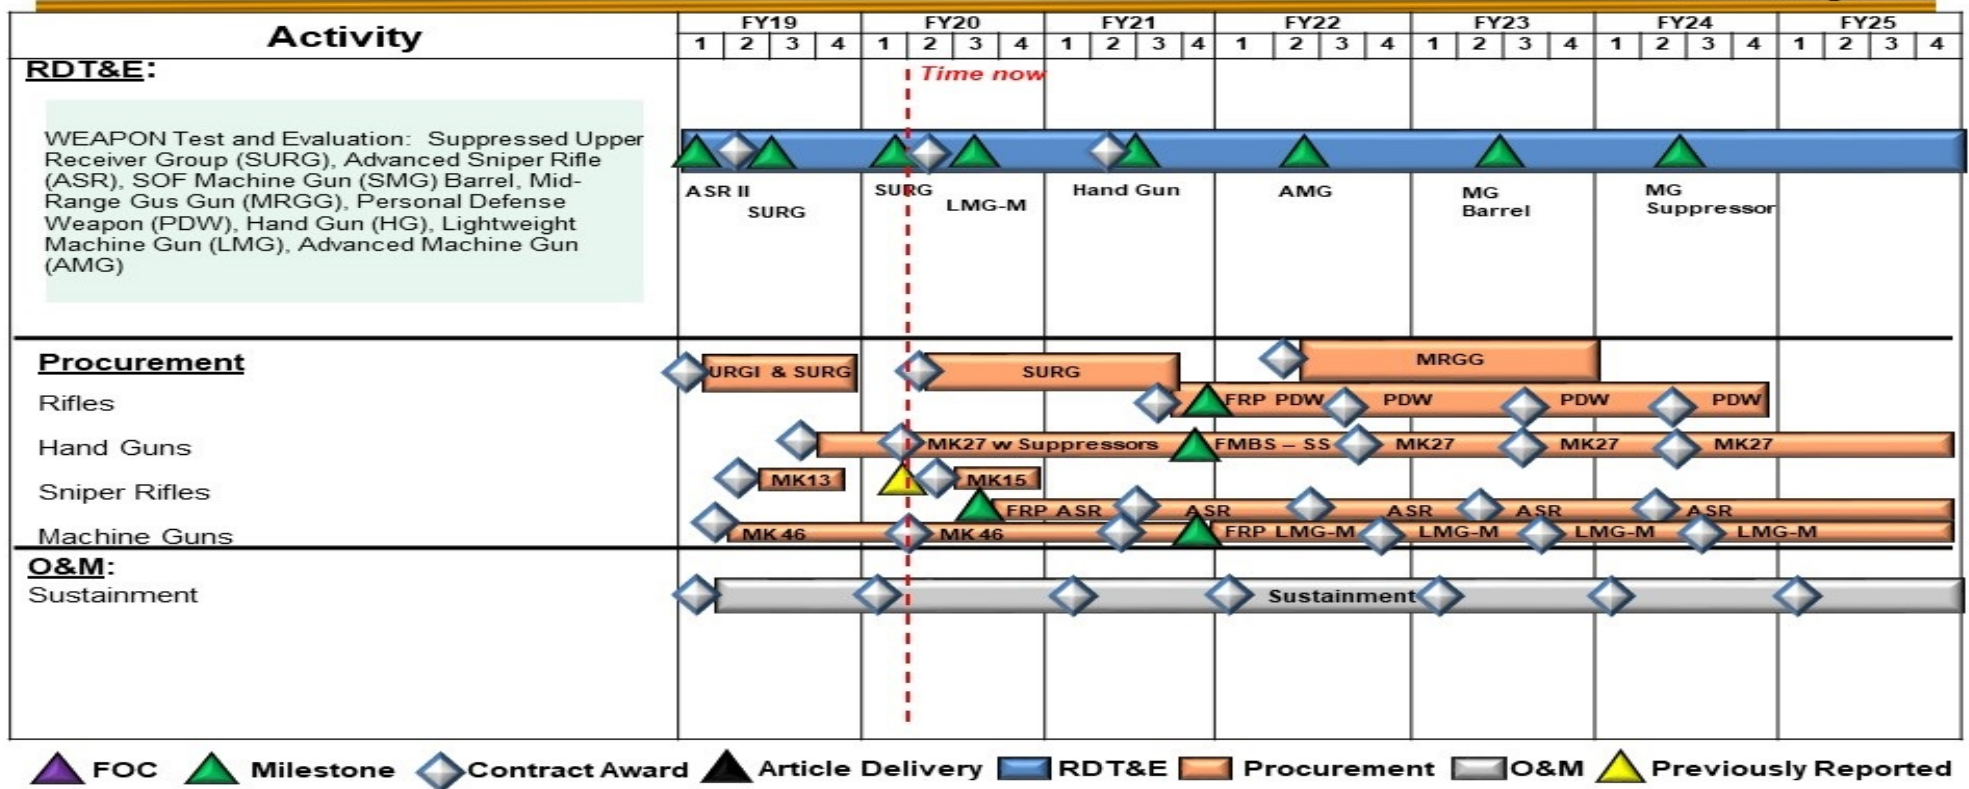 Activity
FY19 FY20 FY21 FY22 FY23 FY24 FY25
1 2 3 4 1 2 3 4 1 2 3 4 1 2 3 4 1 2 3 4 1 2 3 4 1 2 3 4
RDT&E:
Time now
WEAPON Test and Evaluation: Suppressed Upper
Receiver Group (SURG), Advanced Sniper Rifle
(ASR), SOF Machine Gun (SMG) Barrel, Mid-
Range Gus Gun (MRGG), Personal Defense
Weapon (PDW), Hand Gun (HG), Lightweight
Machine Gun (LMG), Advanced Machine Gun
(AMG)
ASR II
SURG
SURG
LMG-M
Hand Gun
AMG
MG
Barrel
MG
Suppressor
Procurement
URGI & SURG
SURG
MRGG
Rifles
FRP PDW PDW PDW PDW
Hand Guns
MK27 w Suppressors FMBS – SS MK27 MK27 MK27
Sniper Rifles
MK13 MK15
FRP ASR ASR ASR ASR ASR
Machine Guns
MK 46 MK 46 FRP LMG-M LMG-M LMG-M LMG-M
O&M:
Sustainment
Sustainment
FOC Milestone Contract Award Article Delivery RDT&E Procurement O&M Previously Reported